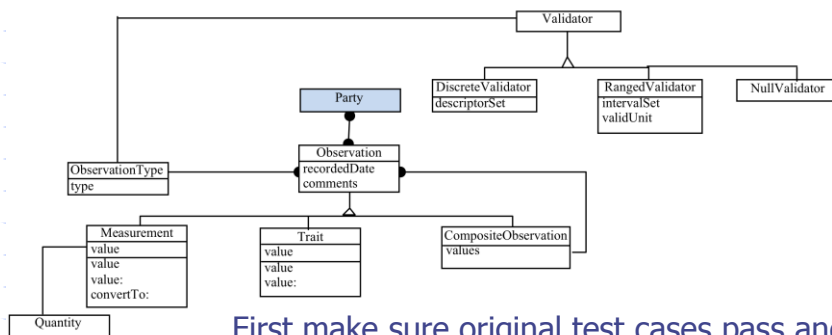 Validator
DiscreteValidator
descriptorSet
RangedValidator
intervalSet
validUnit
NullValidator
Party
Observation
recordedDate
comments
ObservationType
type
Measurement
value
value
value:
convertTo:
Trait
value
value
value:
CompositeObservation
values
Quantity
First make sure original test cases pass and